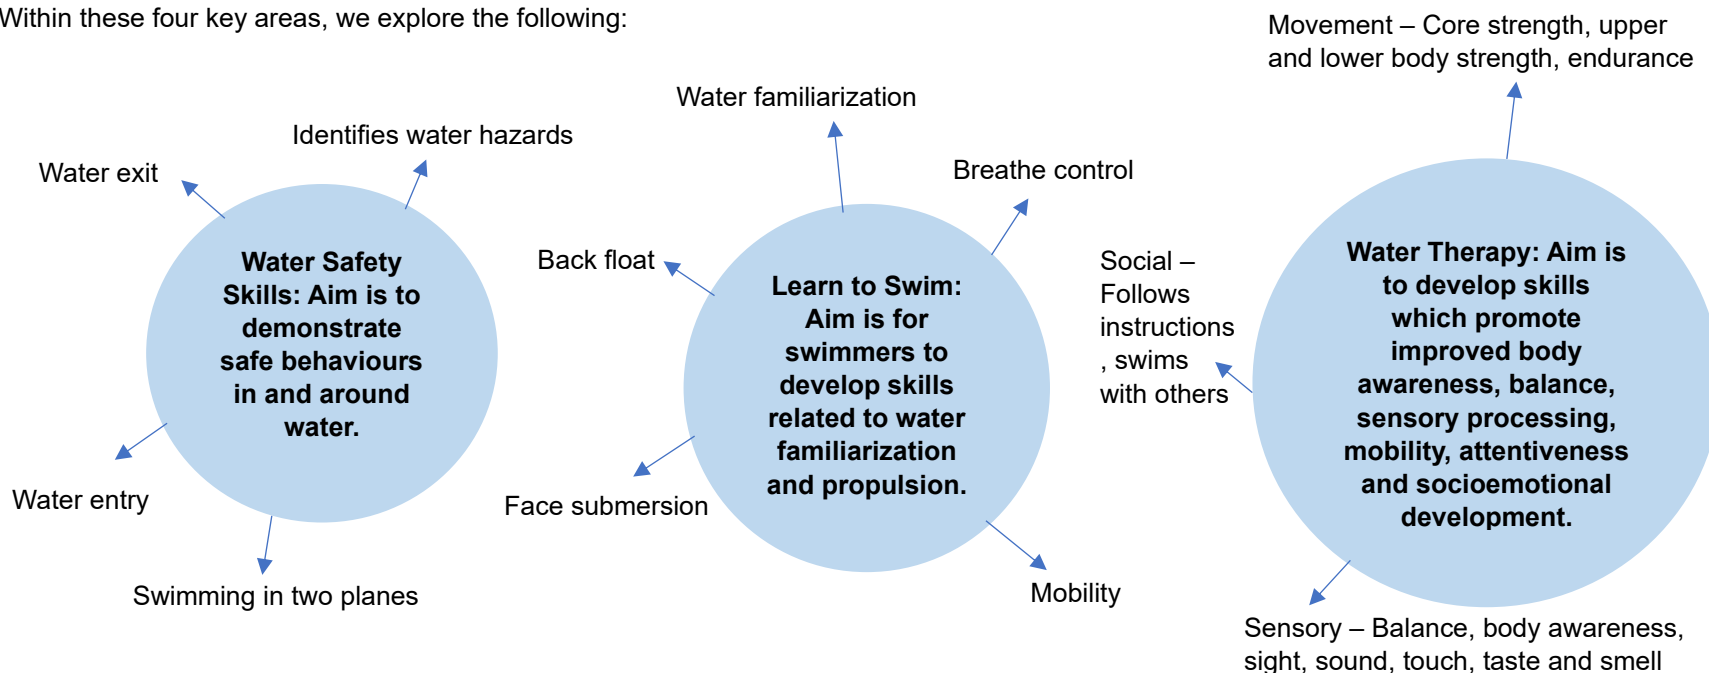 Within these four key areas, we explore the following:
Identifies water hazards
Water exit
Water Safety
Skills: Aim is to
demonstrate
safe behaviours
in and around
water.
Water entry
Swimming in two planes
Water familiarization
Breathe control
Back float
Learn to Swim:
Aim is for
swimmers to
develop skills
related to water
familiarization
and propulsion.
Face submersion
Mobility
Movement – Core strength, upper
and lower body strength, endurance
Social –
Follows
instructions
, swims
with others
Water Therapy: Aim is
to develop skills
which promote
improved body
awareness, balance,
sensory processing,
mobility, attentiveness
and socioemotional
development.
Sensory – Balance, body awareness,
sight, sound, touch, taste and smell